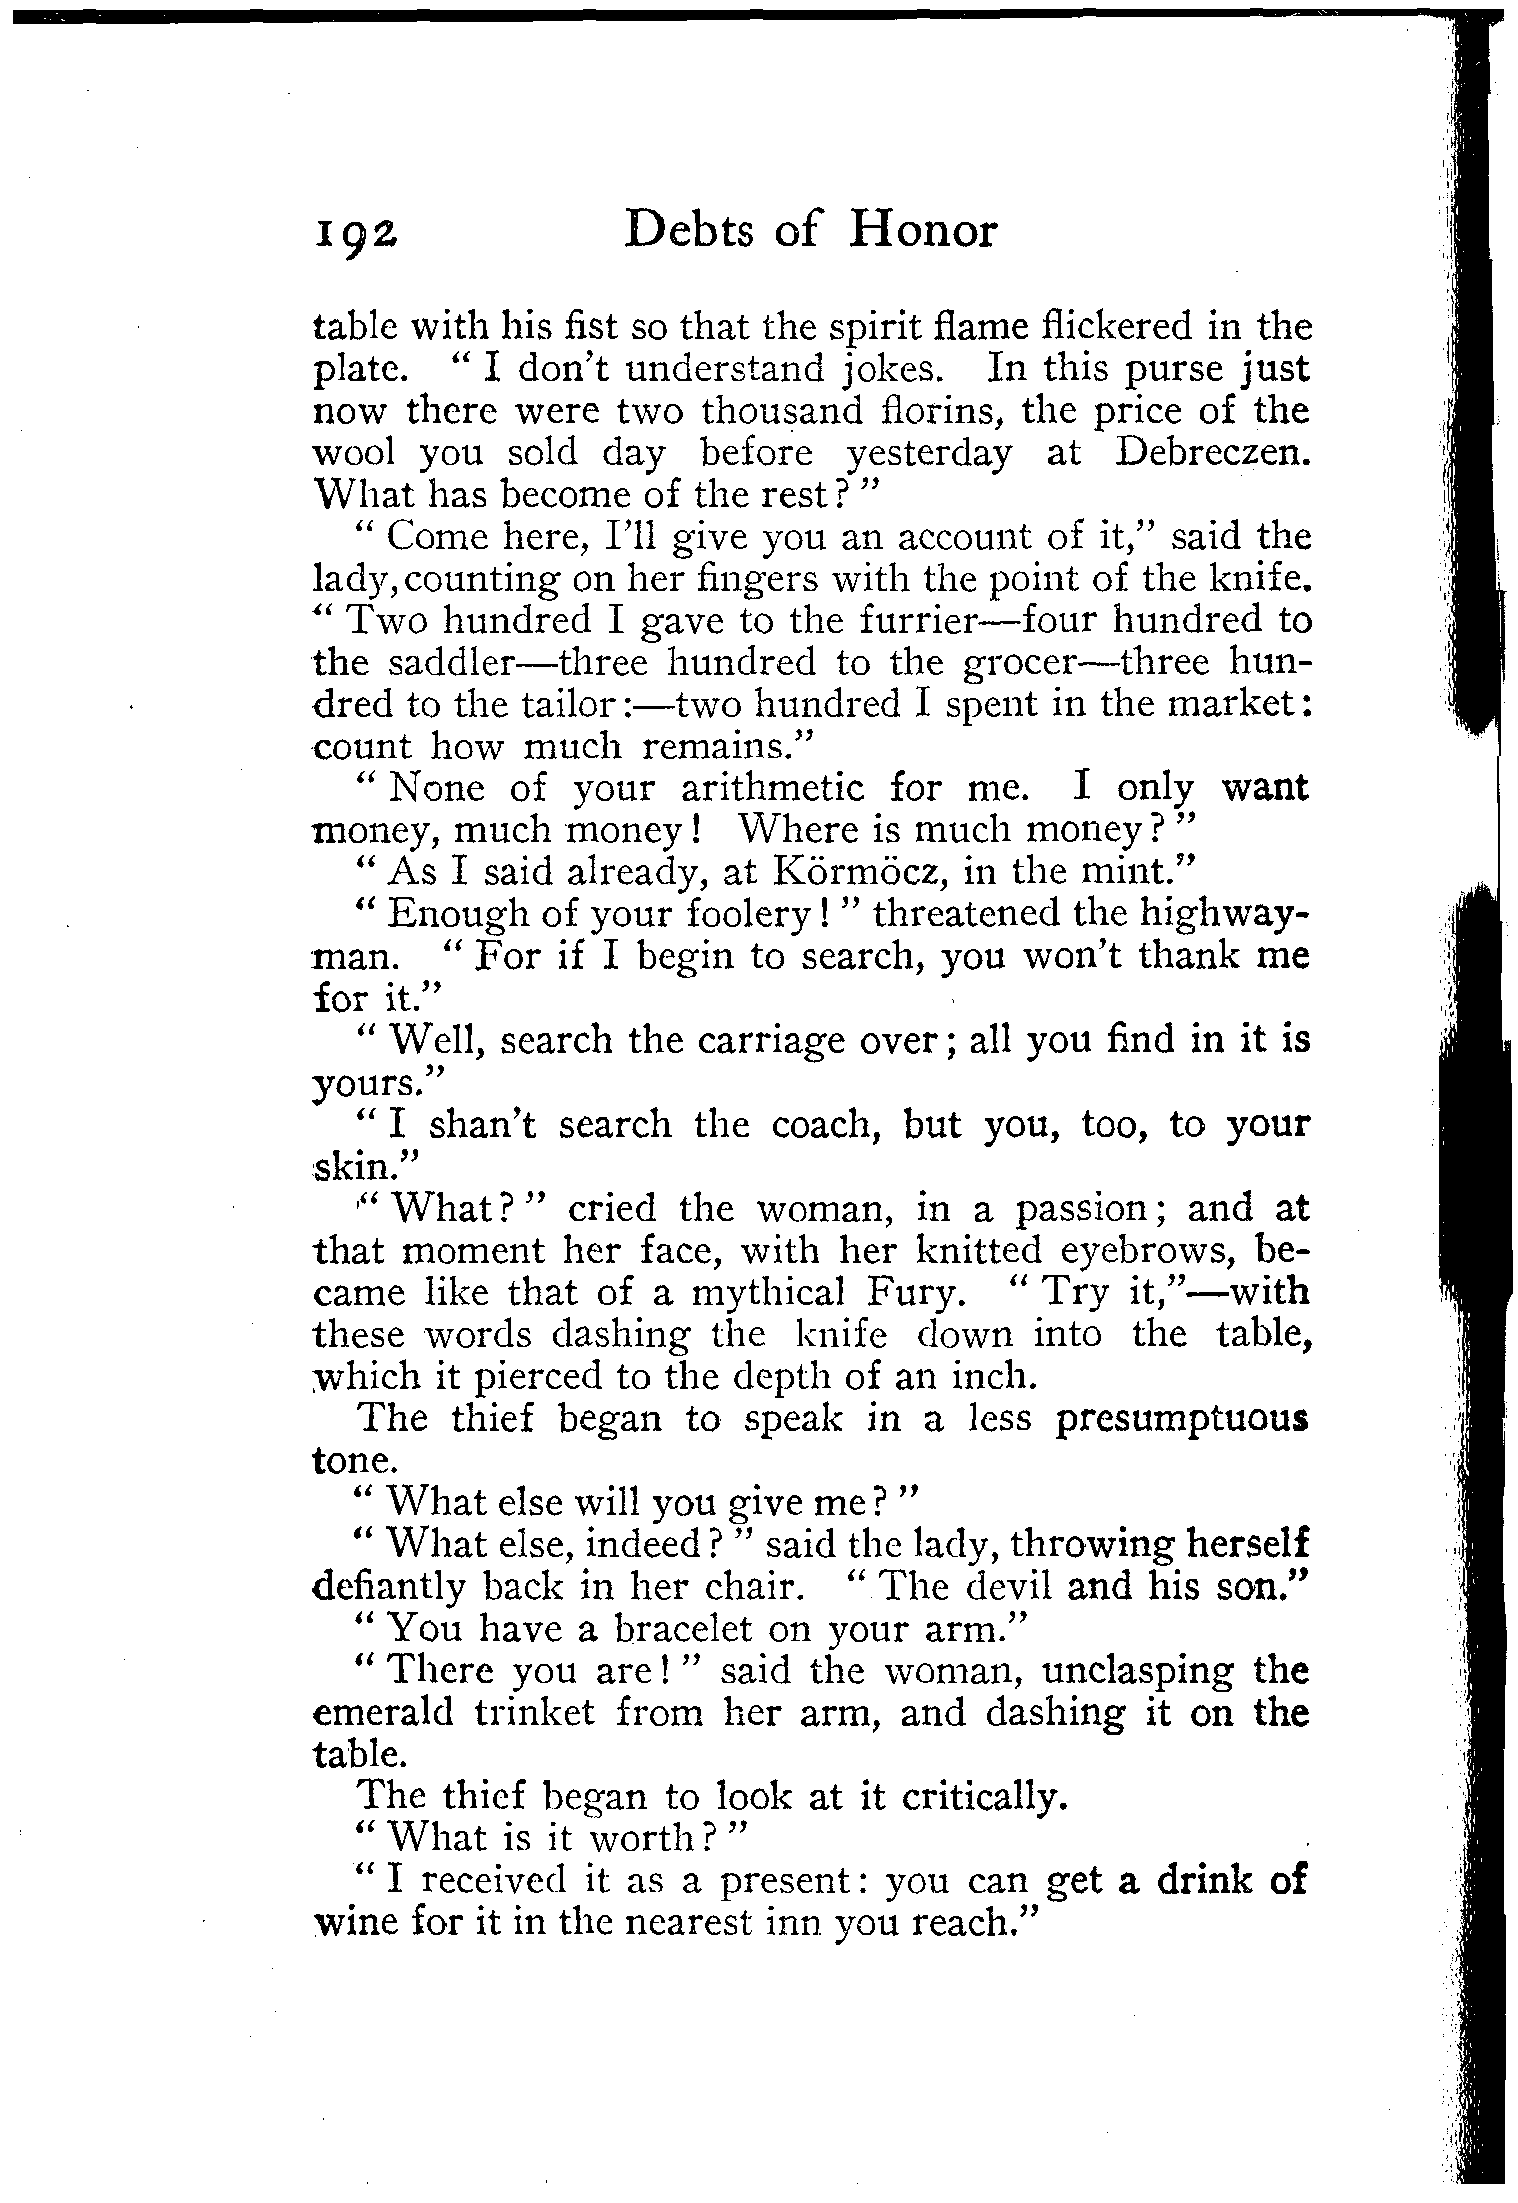 192 Debts of Honor
table with his fist so that the spirit flame flickered in the
plate. “ I don’t understand jokes. In this purse just
now there were two thousand florins, the price of the
wool you sold day before yesterday at Debreczen.
What has become of the rest? ”
“ Come here, I’ll give you an account of it,” said the
lady, counting on her fingers with the point of the knife.
“ Two hundred I gave to the furrier—four hundred to
the saddler—three hundred to the grocer—three hun-
dred to the tailor :—two hundred I spent in the market :
count how much remains.”
“ None of your arithmetic for me. I only want
money, much money ! Where is much money ? ”
“ As I said already, at Körmöcz, in the mint.”
“ Enough of your foolery ! ” threatened the highway-
man. “ For if I begin to search, you won’t thank me
for it.”
“ Well, search the carriage over ; all you find in it is
yours.”
“ I shan’t search the coach, but you, too, to your
skin.”
“ What ? ” cried the woman, in a passion ; and at
that moment her face, with her knitted eyebrows, be-
came like that of a mythical Fury. “ Try it,”—with
these words dashing the knife down into the table,
which it pierced to the depth of an inch.
The thief began to speak in a less presumptuous
tone.
“ What else will you give me ? ”
“ What else, indeed ? ” said the lady, throwing herself
defiantly back in her chair. “ The devil and his son.”
“ You have a bracelet on your arm.”
“ There you are ! ” said the woman, unclasping the
emerald trinket from her arm, and dashing it on the
table.
The thief began to look at it critically.
“ What is it worth ? ”
“ I received it as a present : you can get a drink of
wine for it in the nearest inn you reach.”